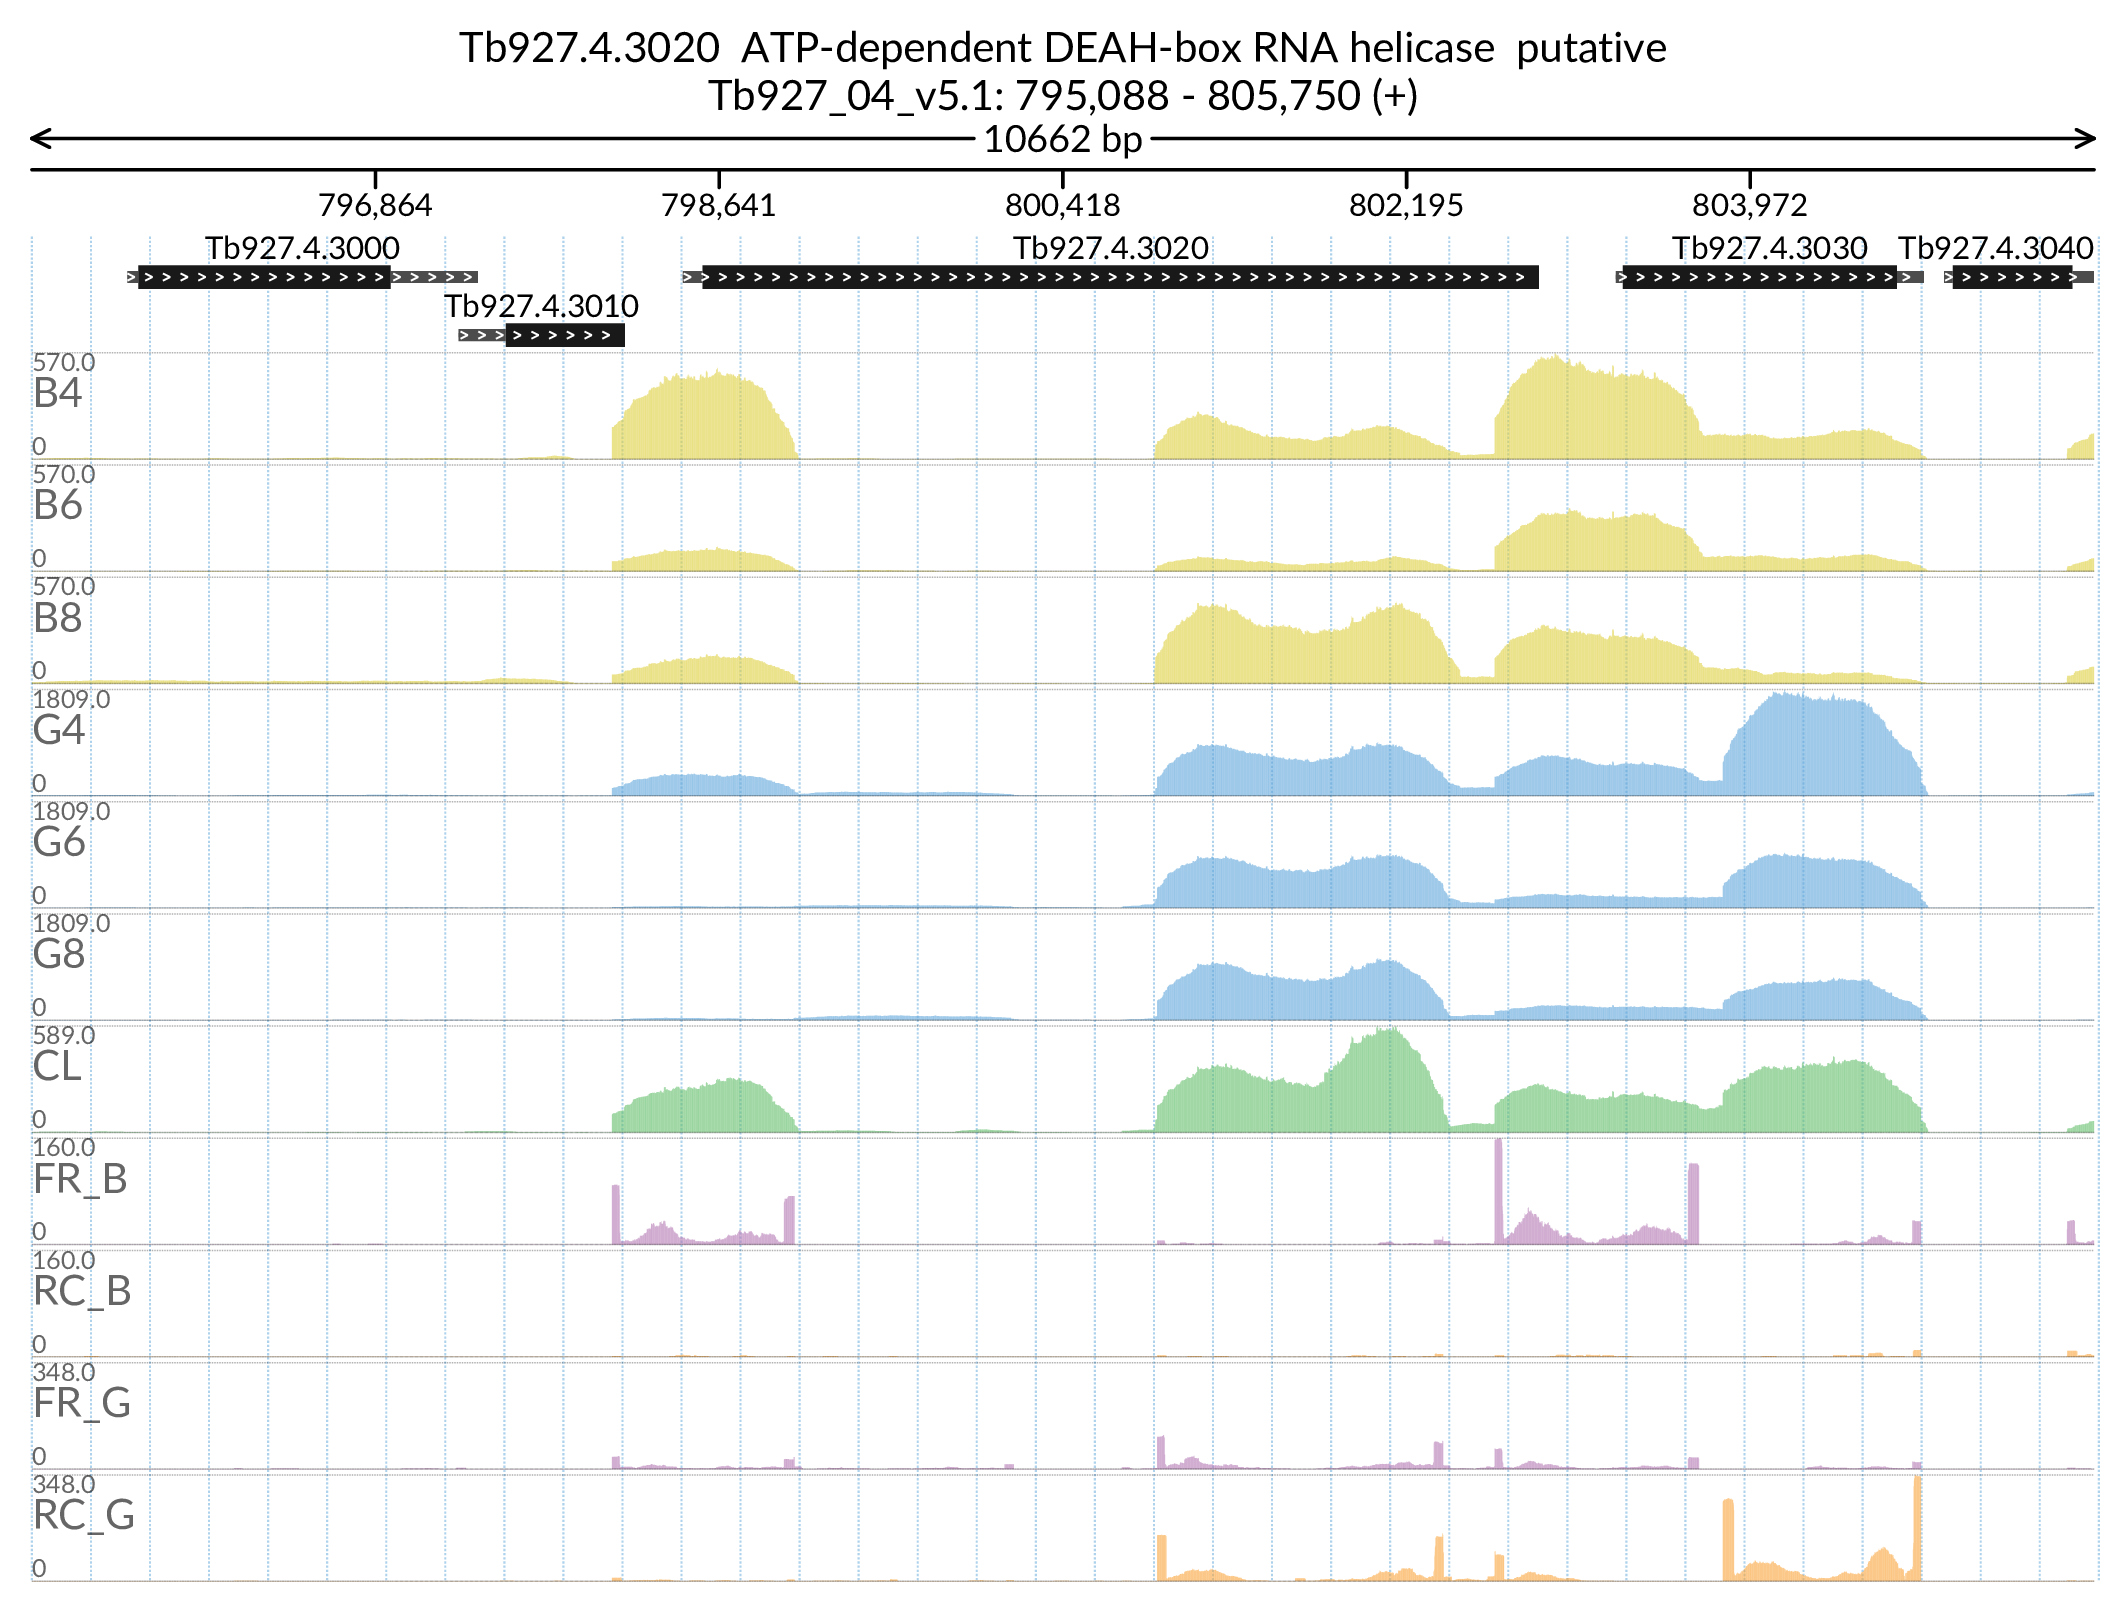 Tb927.4.3020  ATP-dependent DEAH-box RNA helicase  putative
Tb927_04_v5.1: 795,088 - 805,750 (+)
10662 bp
796,864 798,641 800,418 802,195 803,972
Tb927.4.3000 Tb927.4.3020 Tb927.4.3030 Tb927.4.3040
Tb927.4.3010
570.0
B4
0
570.0
B6
0
570.0
B8
0
1809.0
G4
0
1809.0
G6
0
1809.0
G8
0
589.0
CL
0
160.0
FR_B
0
160.0
RC_B
0
348.0
FR_G
0
348.0
RC_G
0